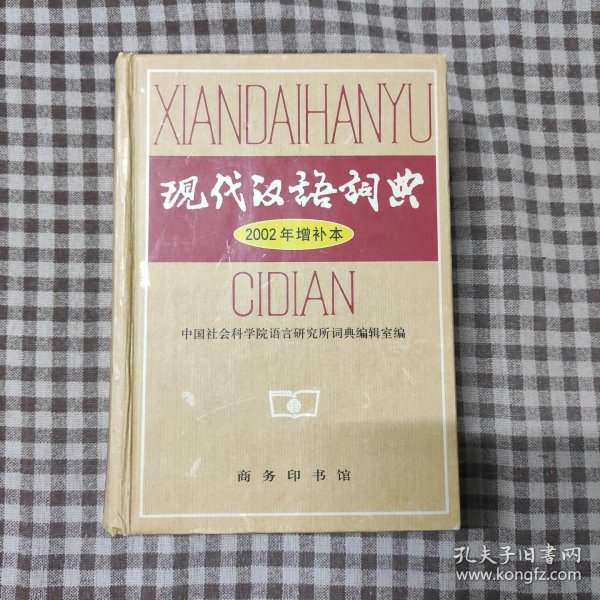 XIANDAIHANYU
现代汉语词典
2002年增补本
CIDIAN
中国社会科学院语言研究所词典编辑室编
商务印书馆
孔夫子旧書网
www.kongfz.com